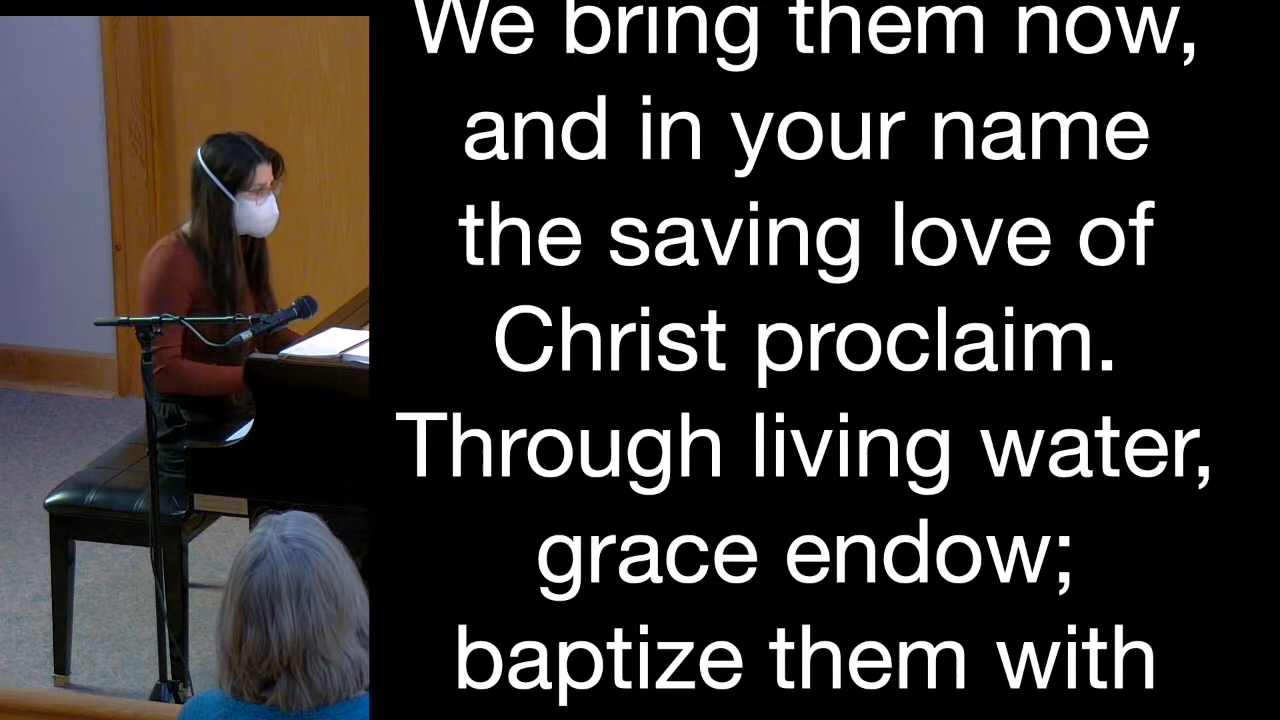 We bring them now,
and in your name
the saving love of
Christ proclaim.
Through living water,
grace endow;
baptize them with